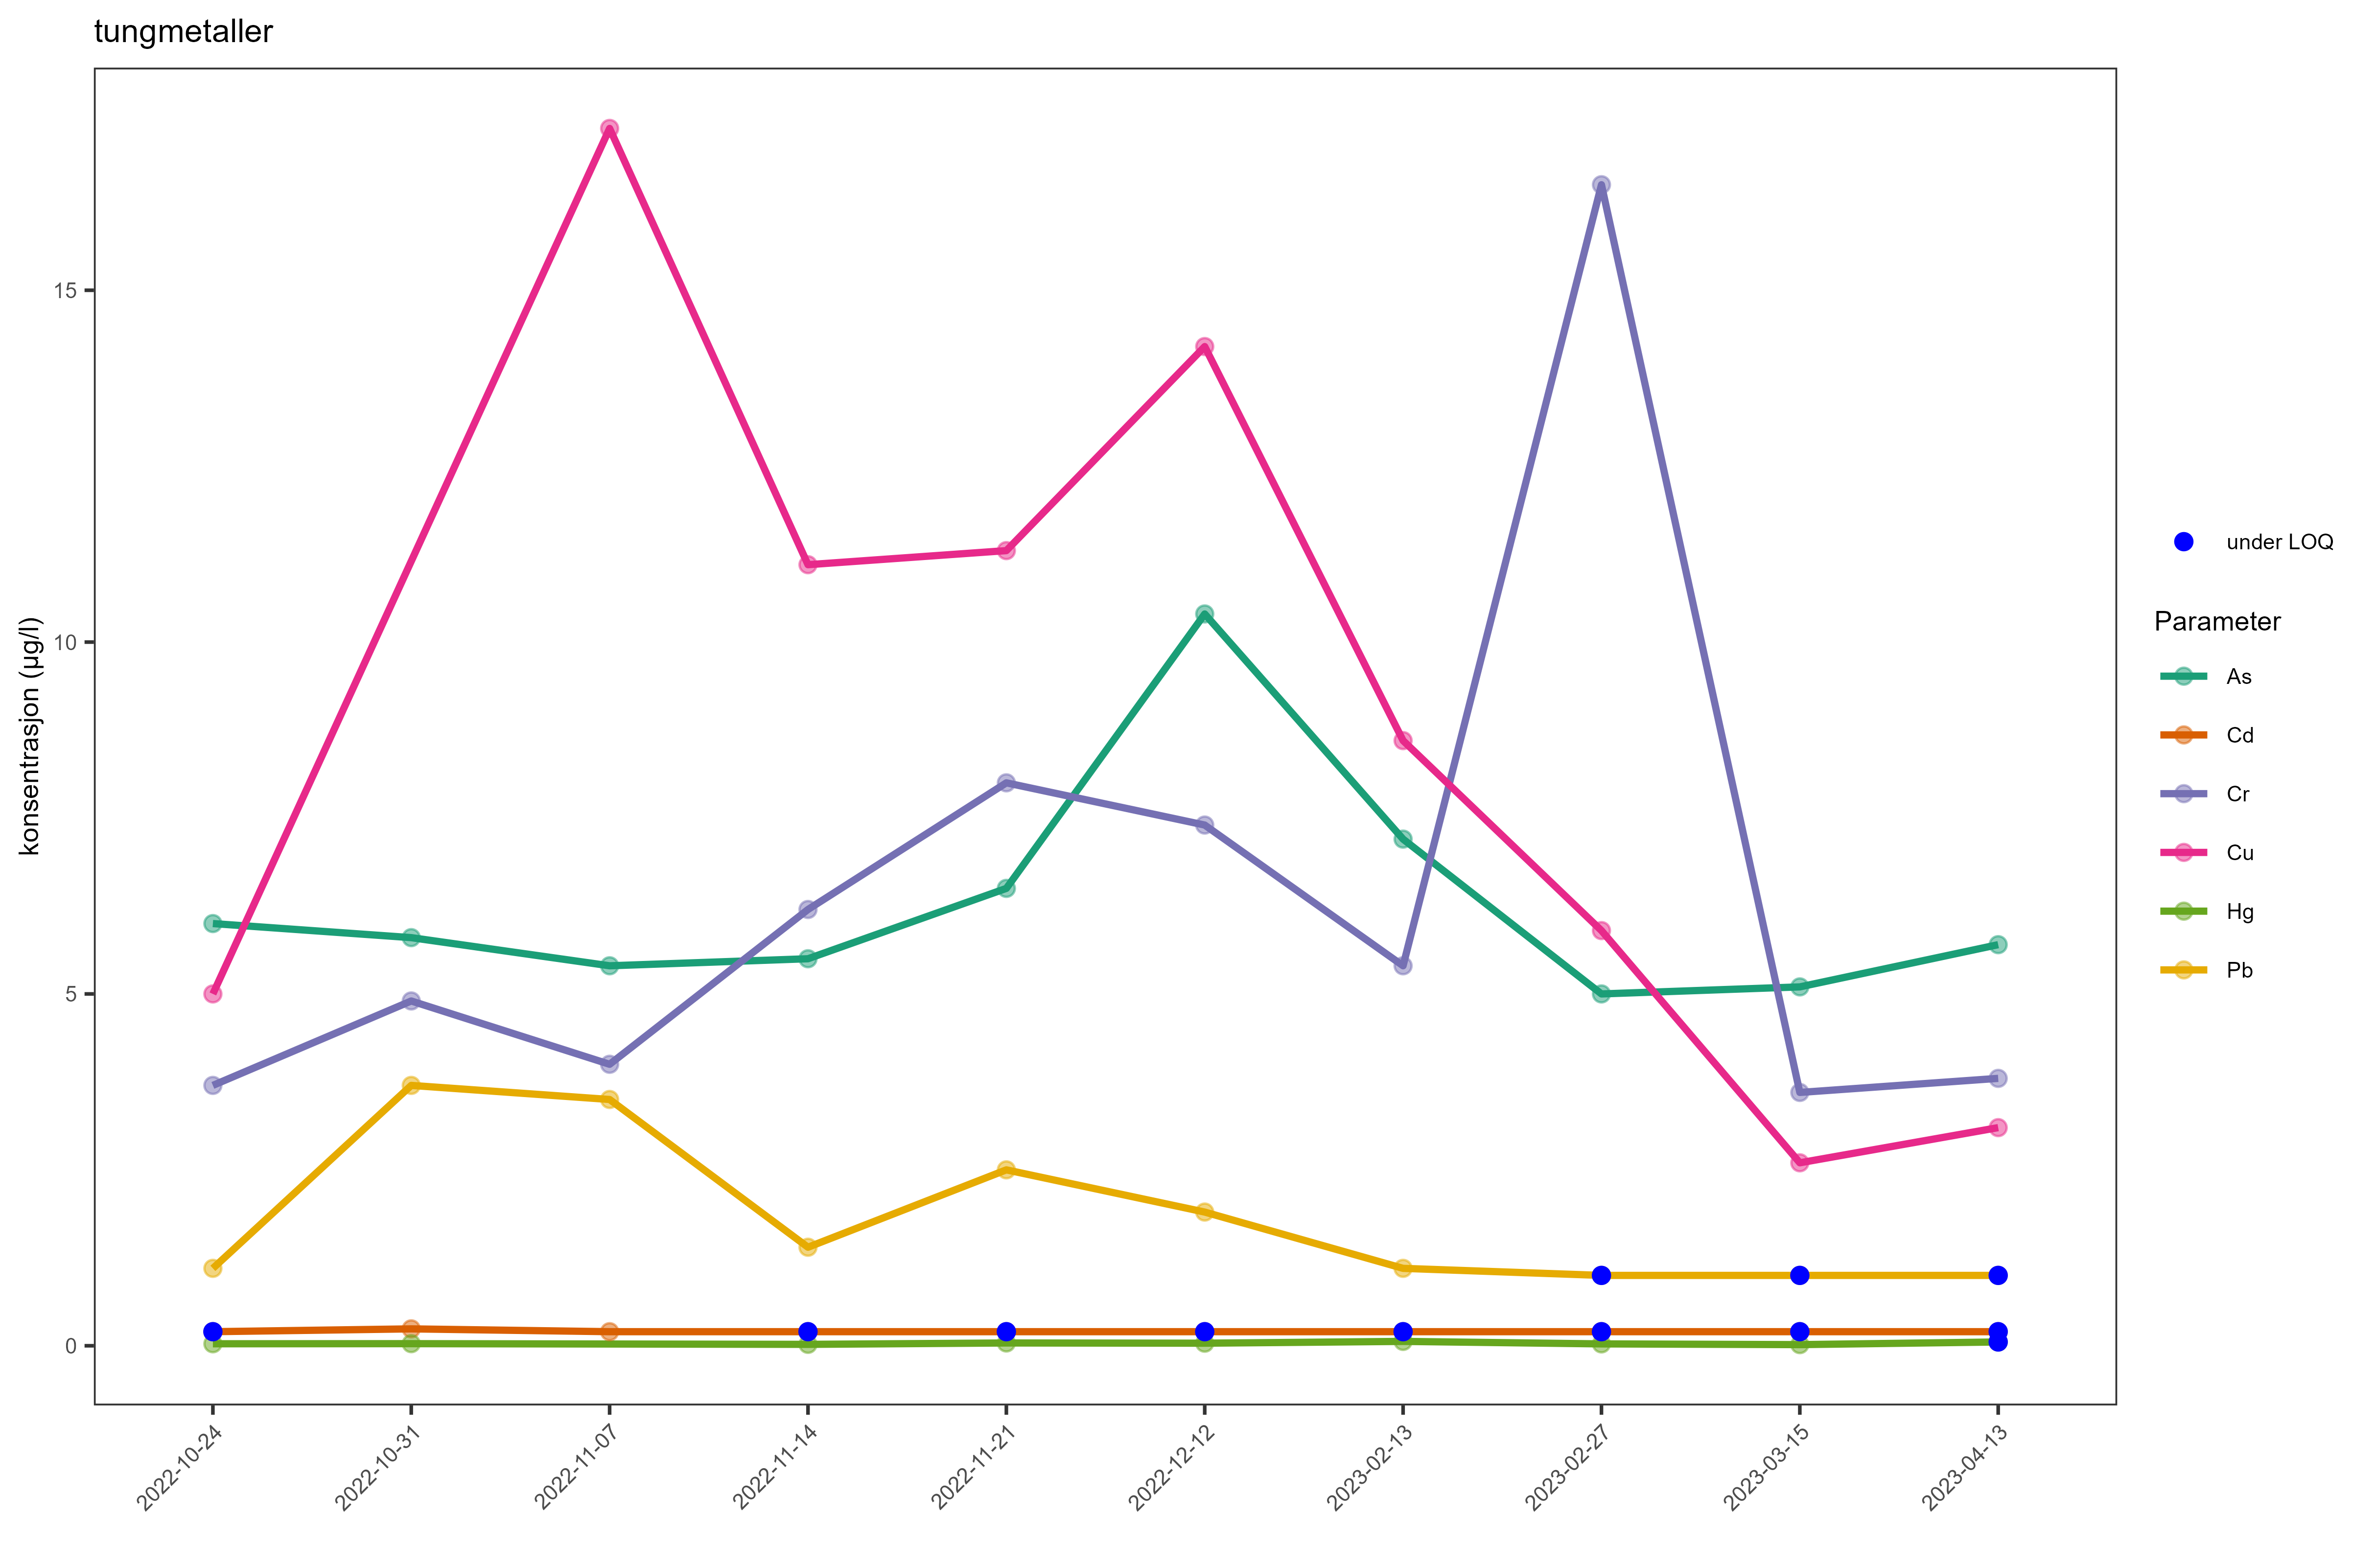 tungmetaller
konsentrasjon (µg/l)
15
10
5
0
2022-10-24
2022-10-31
2022-11-07
2022-11-14
2022-11-21
2022-12-12
2023-02-13
2023-02-27
2023-03-15
2023-04-13
under LOQ
Parameter
As
Cd
Cr
Cu
Hg
Pb